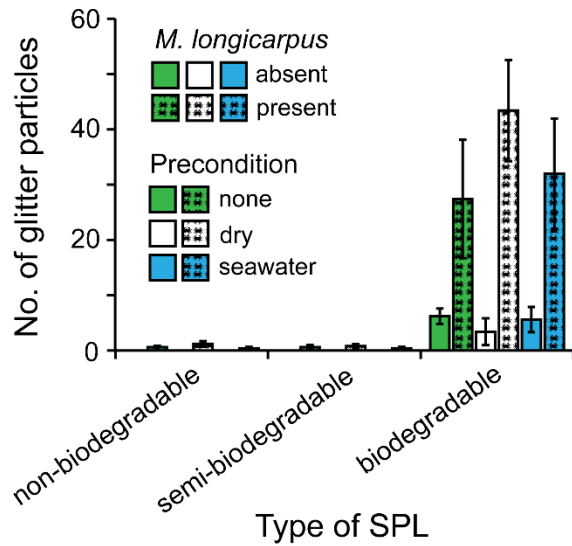 60
40
20
0
No. of glitter particles
M. longicarpus
absent
present
Precondition
none
dry
seawater
non-biodegradable
semi-biodegradable
biodegradable
Type of SPL